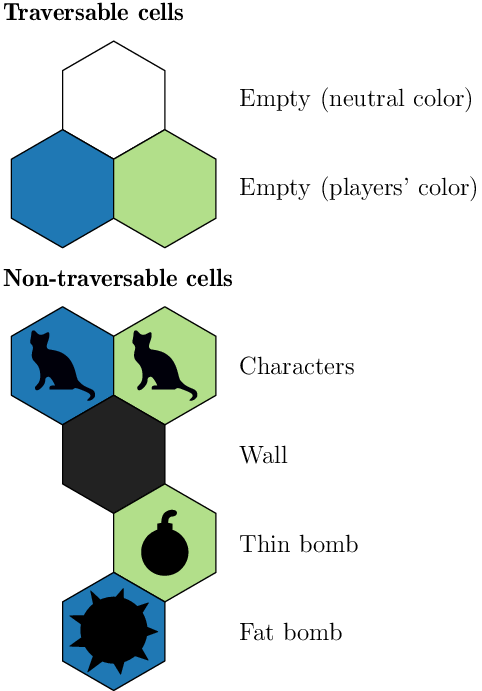 Traversable cells
Empty (neutral color)
Empty (players' color)
Non-traversable cells
Characters
Wall
Thin bomb
Fat bomb